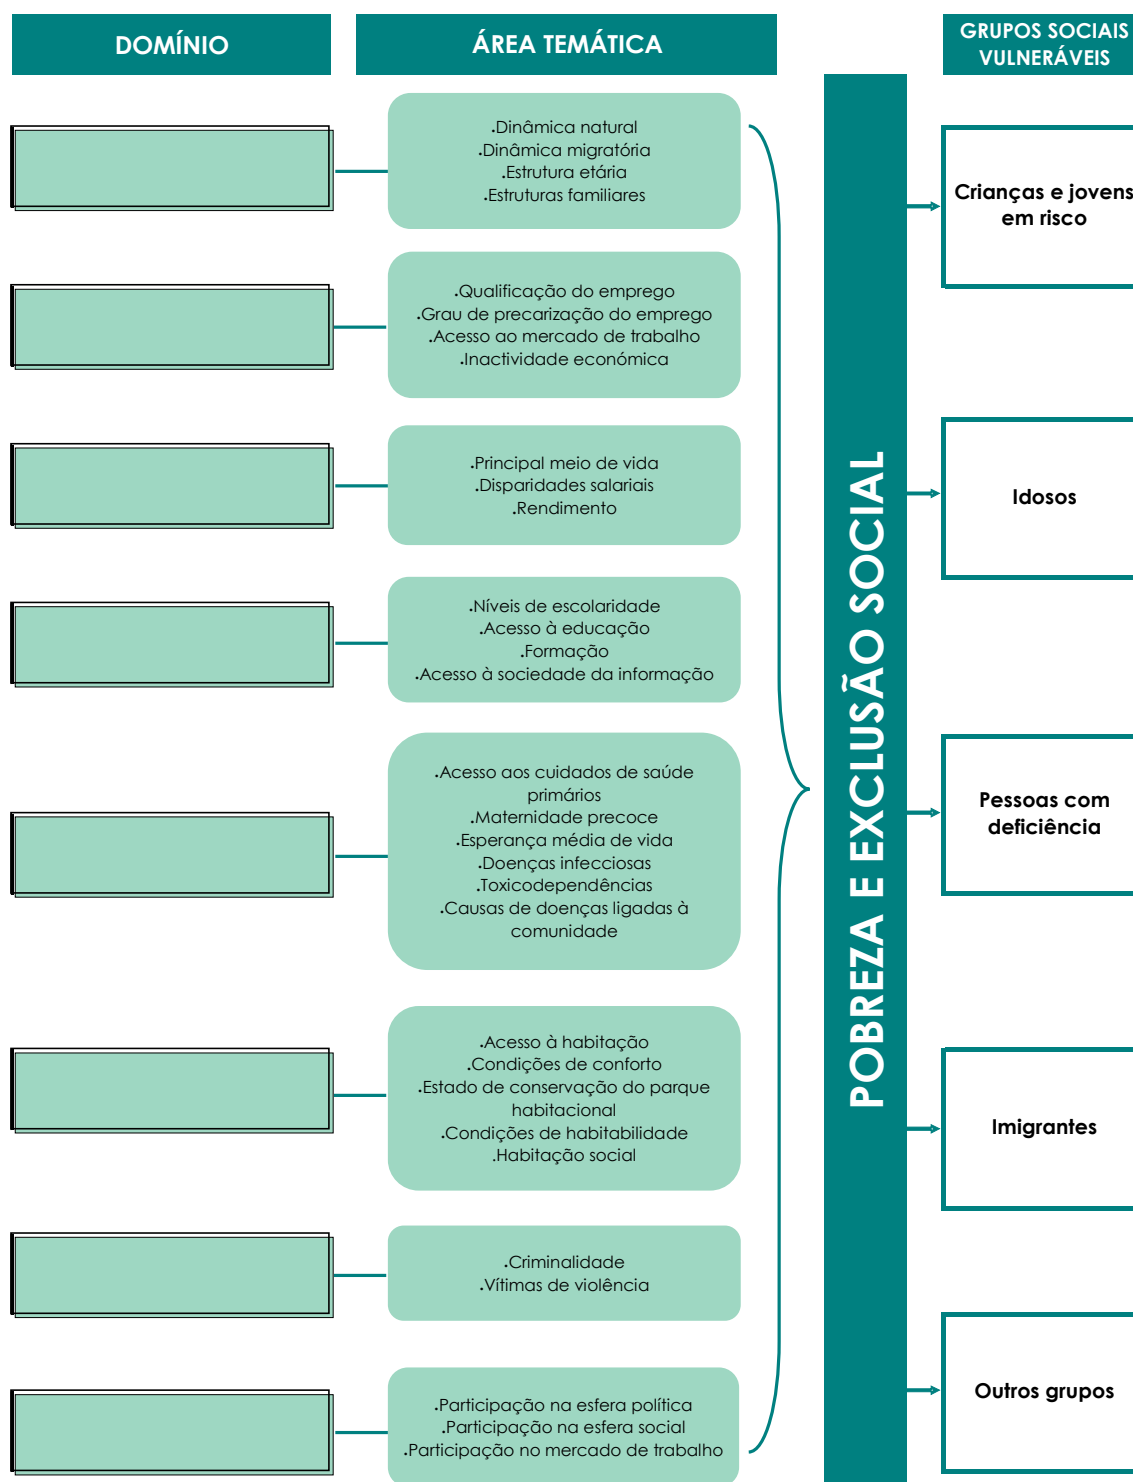 DOMÍNIO
ÁREA TEMÁTICA
GRUPOS SOCIAIS
VULNERÁVEIS
.Dinâmica natural
.Dinâmica migratória
.Estrutura etária
.Estruturas familiares
.Qualificação do emprego
.Grau de precarização do emprego
.Acesso ao mercado de trabalho
.Inactividade económica
.Principal meio de vida
.Disparidades salariais
.Rendimento
.Níveis de escolaridade
.Acesso à educação
.Formação
.Acesso à sociedade da informação
.Acesso aos cuidados de saúde
primários
.Maternidade precoce
.Esperança média de vida
.Doenças infecciosas
.Toxicodependências
.Causas de doenças ligadas à
comunidade
.Acesso à habitação
.Condições de conforto
.Estado de conservação do parque
habitacional
.Condições de habitabilidade
.Habitação social
.Criminalidade
.Vítimas de violência
.Participação na esfera política
.Participação na esfera social
.Participação no mercado de trabalho
POBREZA E EXCLUSÃO SOCIAL
Crianças e jovens
em risco
Idosos
Pessoas com
deficiência
Imigrantes
Outros grupos